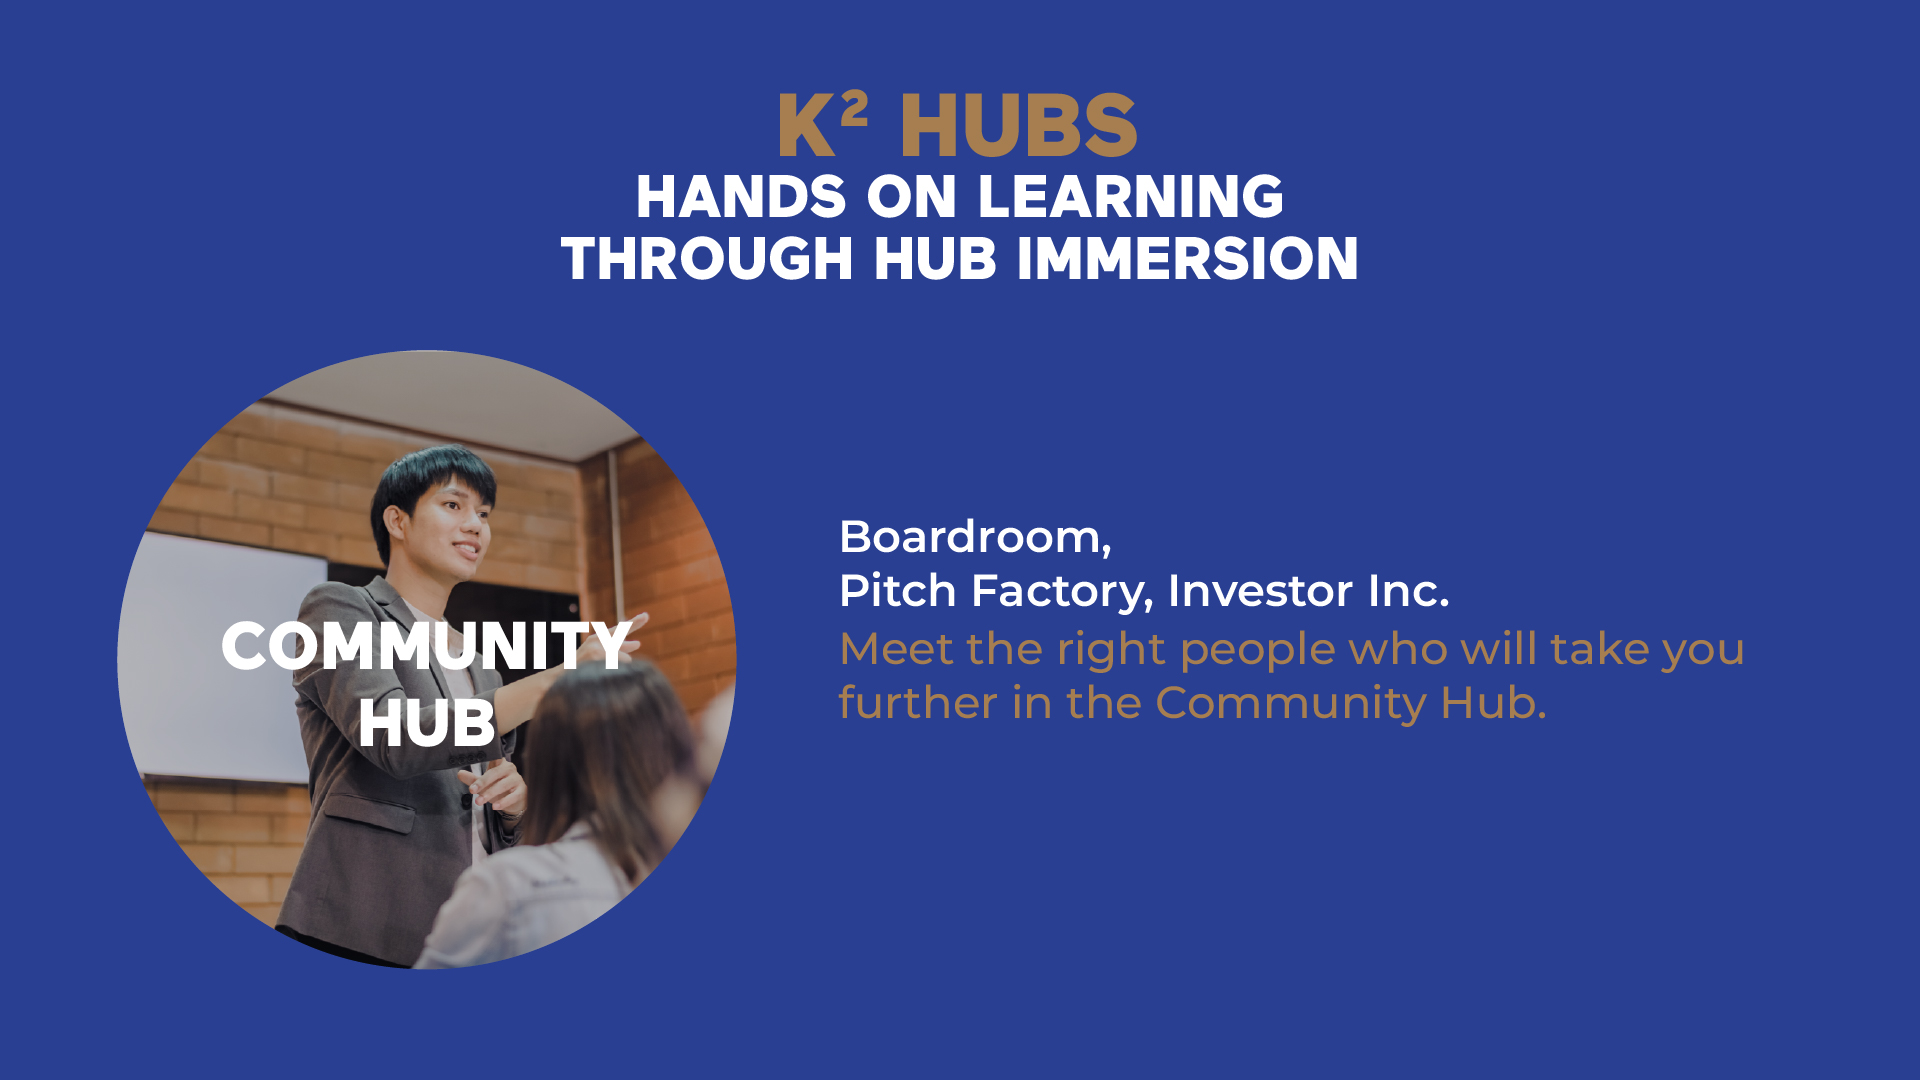 K² HUBS
HANDS ON LEARNING
THROUGH HUB IMMERSION
COMMUNITY
HUB
Boardroom,
Pitch Factory, Investor Inc.
Meet the right people who will take you
further in the Community Hub.